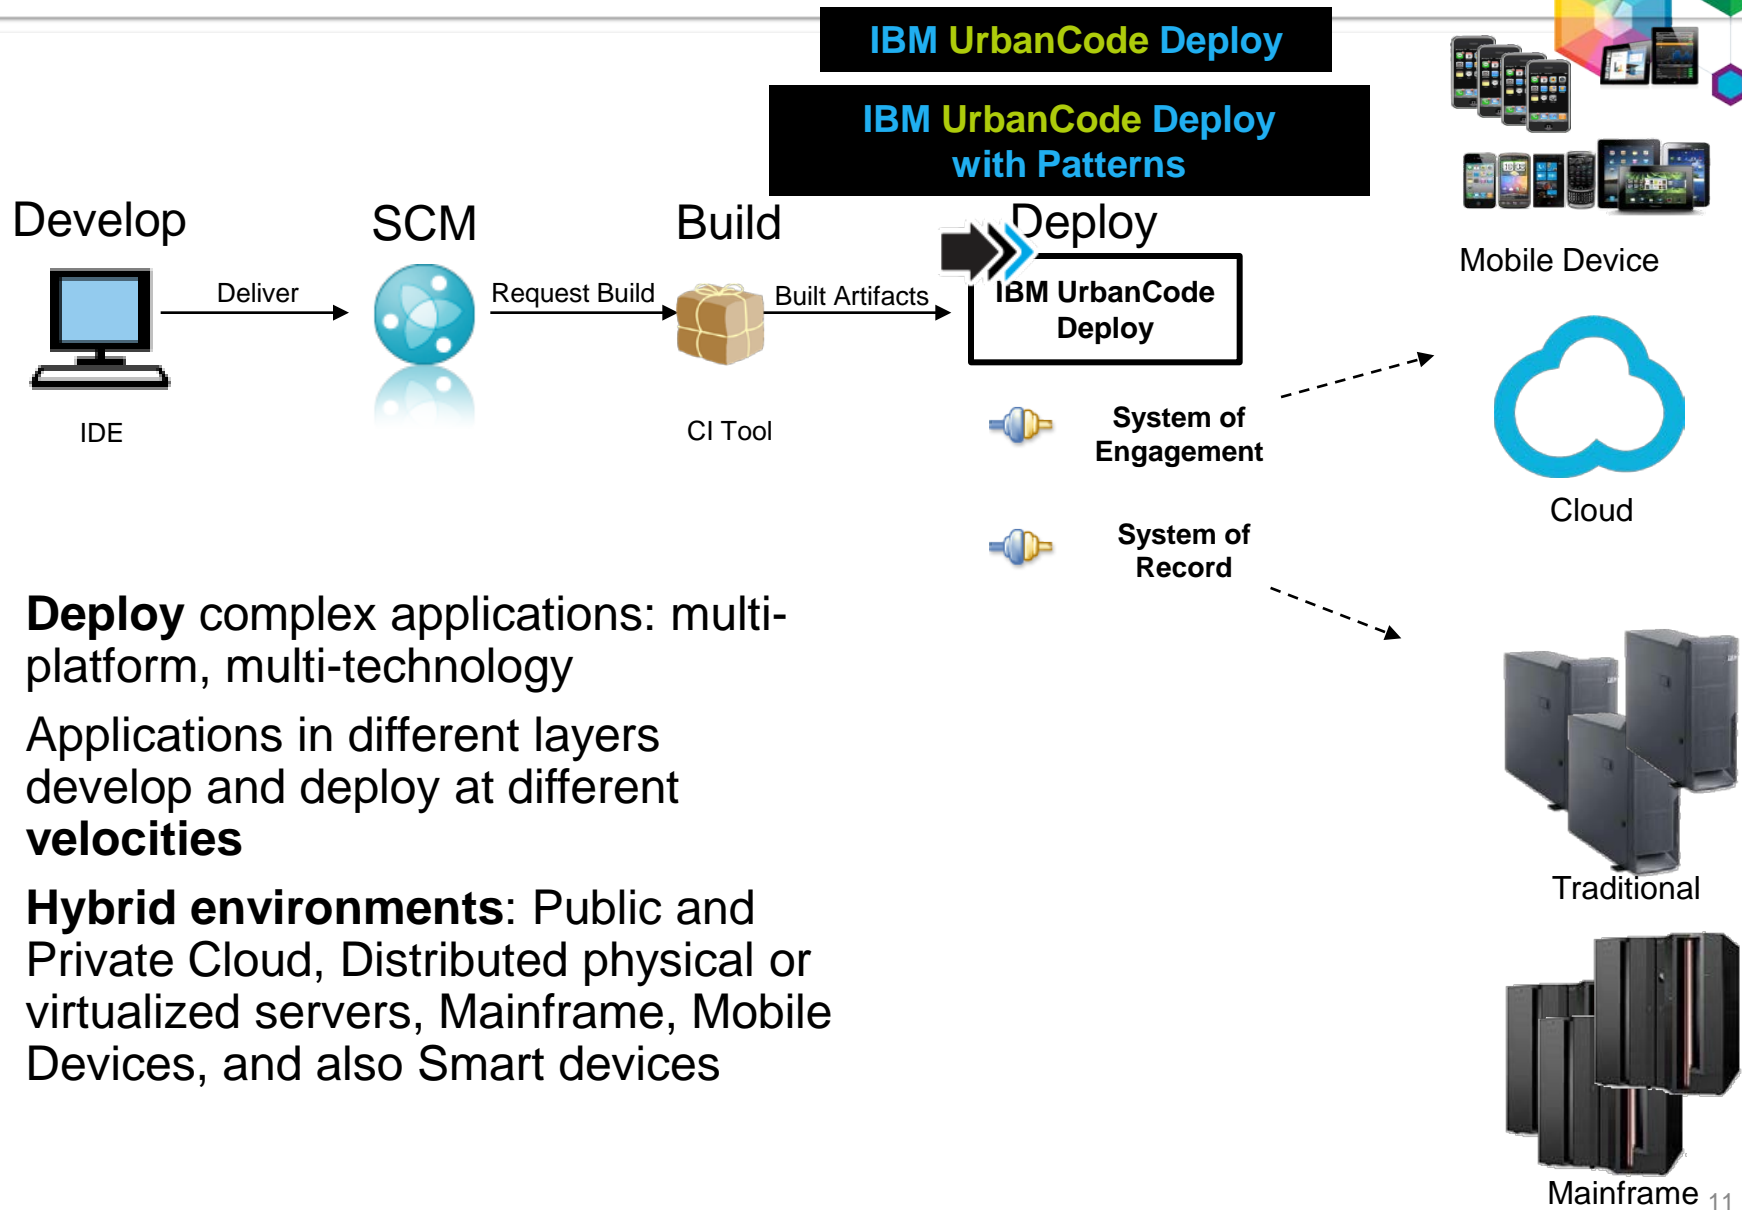 IBM UrbanCode Deploy
IBM UrbanCode Deploy
with Patterns
Develop
SCM
Build
Deploy
Deliver
Request Build
Built Artifacts
IBM UrbanCode
Deploy
IDE
CI Tool
System of
Engagement
System of
Record
Mobile Device
Cloud
Traditional
Mainframe
Deploy complex applications: multi-
platform, multi-technology
Applications in different layers
develop and deploy at different
velocities
Hybrid environments: Public and
Private Cloud, Distributed physical or
virtualized servers, Mainframe, Mobile
Devices, and also Smart devices
11